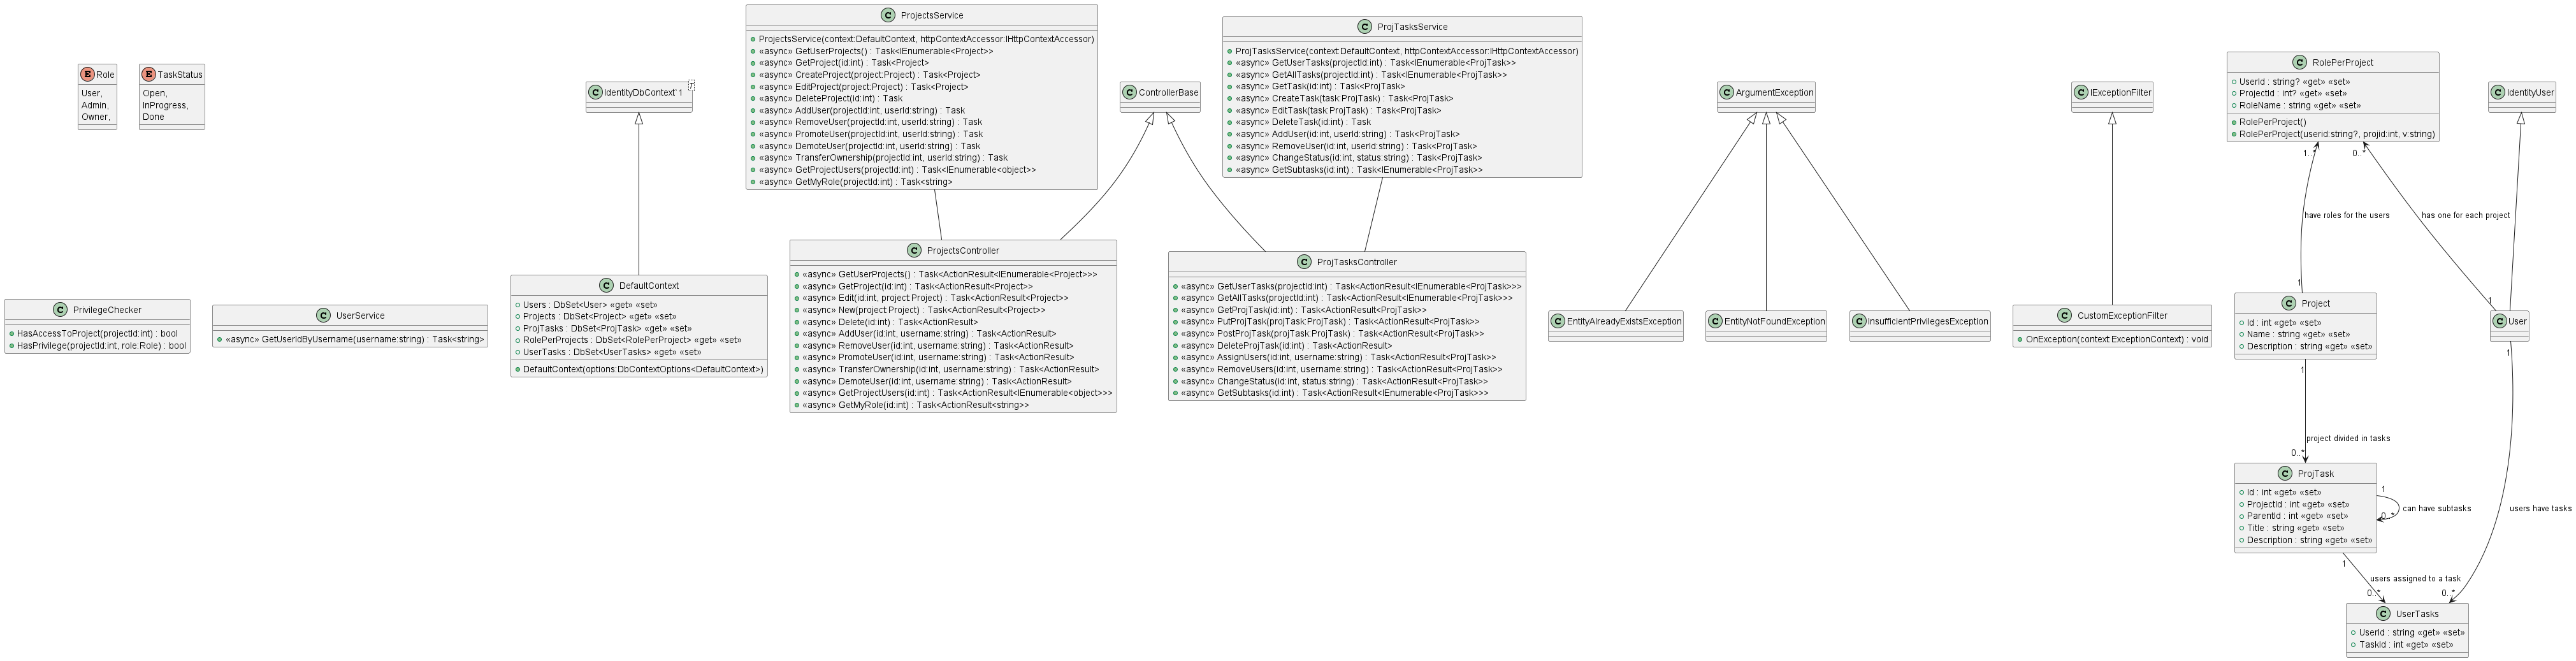 E Role
User,
Admin,
Owner,
E TaskStatus
Open,
InProgress,
Done
C PrivilegeChecker
HasAccessToProject(projectId:int) : bool
HasPrivilege(projectId:int, role:Role) : bool
C UserService
«async» GetUserIdByUsername(username:string) : Task<string>
C IdentityDbContext`1
C DefaultContext
Users : DbSet<User> «get» «set»
Projects : DbSet<Project> «get» «set»
ProjTasks : DbSet<ProjTask> «get» «set»
RolePerProjects : DbSet<RolePerProject> «get» «set»
UserTasks : DbSet<UserTasks> «get» «set»
DefaultContext(options:DbContextOptions<DefaultContext>)
C ProjectsService
ProjectsService(context:DefaultContext, httpContextAccessor:IHttpContextAccessor)
«async» GetUserProjects() : Task<IEnumerable<Project>>
«async» GetProject(id:int) : Task<Project>
«async» CreateProject(project:Project) : Task<Project>
«async» EditProject(project:Project) : Task<Project>
«async» DeleteProject(id:int) : Task
«async» AddUser(projectId:int, userId:string) : Task
«async» RemoveUser(projectId:int, userId:string) : Task
«async» PromoteUser(projectId:int, userId:string) : Task
«async» DemoteUser(projectId:int, userId:string) : Task
«async» TransferOwnership(projectId:int, userId:string) : Task
«async» GetProjectUsers(projectId:int) : Task<IEnumerable<object>>
«async» GetMyRole(projectId:int) : Task<string>
C ControllerBase
C ProjTasksService
ProjTasksService(context:DefaultContext, httpContextAccessor:IHttpContextAccessor)
«async» GetUserTasks(projectId:int) : Task<IEnumerable<ProjTask>>
«async» GetAllTasks(projectId:int) : Task<IEnumerable<ProjTask>>
«async» GetTask(id:int) : Task<ProjTask>
«async» CreateTask(task:ProjTask) : Task<ProjTask>
«async» EditTask(task:ProjTask) : Task<ProjTask>
«async» DeleteTask(id:int) : Task
«async» AddUser(id:int, userId:string) : Task<ProjTask>
«async» RemoveUser(id:int, userId:string) : Task<ProjTask>
«async» ChangeStatus(id:int, status:string) : Task<ProjTask>
«async» GetSubtasks(id:int) : Task<IEnumerable<ProjTask>>
C ProjectsController
«async» GetUserProjects() : Task<ActionResult<IEnumerable<Project>>>
«async» GetProject(id:int) : Task<ActionResult<Project>>
«async» Edit(id:int, project:Project) : Task<ActionResult<Project>>
«async» New(project:Project) : Task<ActionResult<Project>>
«async» Delete(id:int) : Task<ActionResult>
«async» AddUser(id:int, username:string) : Task<ActionResult>
«async» RemoveUser(id:int, username:string) : Task<ActionResult>
«async» PromoteUser(id:int, username:string) : Task<ActionResult>
«async» TransferOwnership(id:int, username:string) : Task<ActionResult>
«async» DemoteUser(id:int, username:string) : Task<ActionResult>
«async» GetProjectUsers(id:int) : Task<ActionResult<IEnumerable<object>>>
«async» GetMyRole(id:int) : Task<ActionResult<string>>
C ProjTasksController
«async» GetUserTasks(projectId:int) : Task<ActionResult<IEnumerable<ProjTask>>>
«async» GetAllTasks(projectId:int) : Task<ActionResult<IEnumerable<ProjTask>>>
«async» GetProjTask(id:int) : Task<ActionResult<ProjTask>>
«async» PutProjTask(projTask:ProjTask) : Task<ActionResult<ProjTask>>
«async» PostProjTask(projTask:ProjTask) : Task<ActionResult<ProjTask>>
«async» DeleteProjTask(id:int) : Task<ActionResult>
«async» AssignUsers(id:int, username:string) : Task<ActionResult<ProjTask>>
«async» RemoveUsers(id:int, username:string) : Task<ActionResult<ProjTask>>
«async» ChangeStatus(id:int, status:string) : Task<ActionResult<ProjTask>>
«async» GetSubtasks(id:int) : Task<ActionResult<IEnumerable<ProjTask>>>
C ArgumentException
C EntityAlreadyExistsException
C EntityNotFoundException
C InsufficientPrivilegesException
C IExceptionFilter
C CustomExceptionFilter
OnException(context:ExceptionContext) : void
C RolePerProject
UserId : string? «get» «set»
ProjectId : int? «get» «set»
RoleName : string «get» «set»
RolePerProject()
RolePerProject(userid:string?, projid:int, v:string)
C IdentityUser
1..*
0..*
have roles for the users
has one for each project
1
1
C Project
Id : int «get» «set»
Name : string «get» «set»
Description : string «get» «set»
C User
1
1
project divided in tasks
0..*
C ProjTask
Id : int «get» «set»
ProjectId : int «get» «set»
ParentId : int «get» «set»
Title : string «get» «set»
Description : string «get» «set»
1
0..*
can have subtasks
users have tasks
1
users assigned to a task
0..*
0..*
C UserTasks
UserId : string «get» «set»
TaskId : int «get» «set»